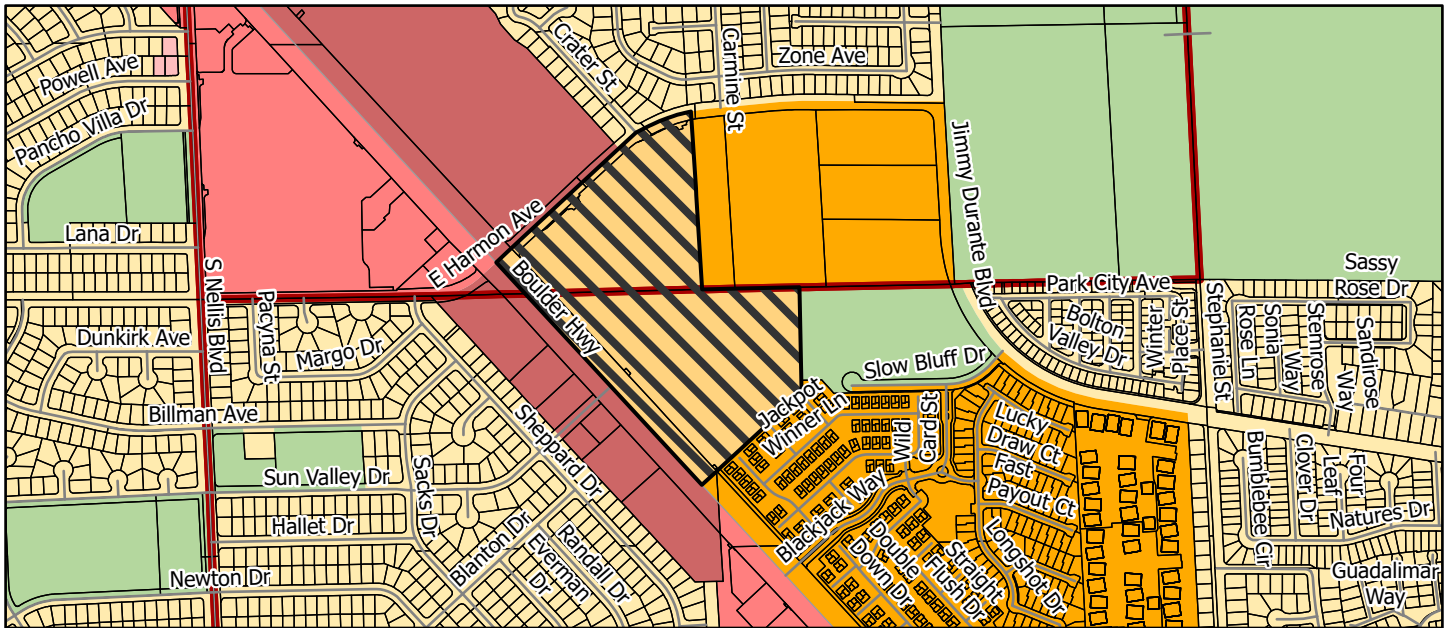 Crater St
Carmine St
Zone Ave
Powell Ave
Pancho Villa Dr
Lana Dr
E Harmon Ave
S Nellis Blvd
Boulder Hwy
Jimmy Durante Blvd
Sassy
Rose Dr
Park City Ave
Pacyna St
Dunkirk Ave
Margo Dr
Bolton
Valley Dr
Winter
Place St
Stephanie St
Rose Ln
Sonia
Way
Stemrose
Way
Sandirose
Way
Slow Bluff Dr
Billman Ave
Jackpot
Winner Ln
Wild
Card St
Lucky
Draw Ct
Fast
Payout Ct
Sheppard Dr
Sun Valley Dr
Socks Dr
Hallet Dr
Blanton Dr
Everman
Dr
Randall Dr
Newton Dr
Blackjack Way
Double
Down Dr
Straight
Flush Dr
Longshot Dr
Bumblebee Cir
Clover Dr
Four
Leaf
Natures Dr
Guadalimar
Way